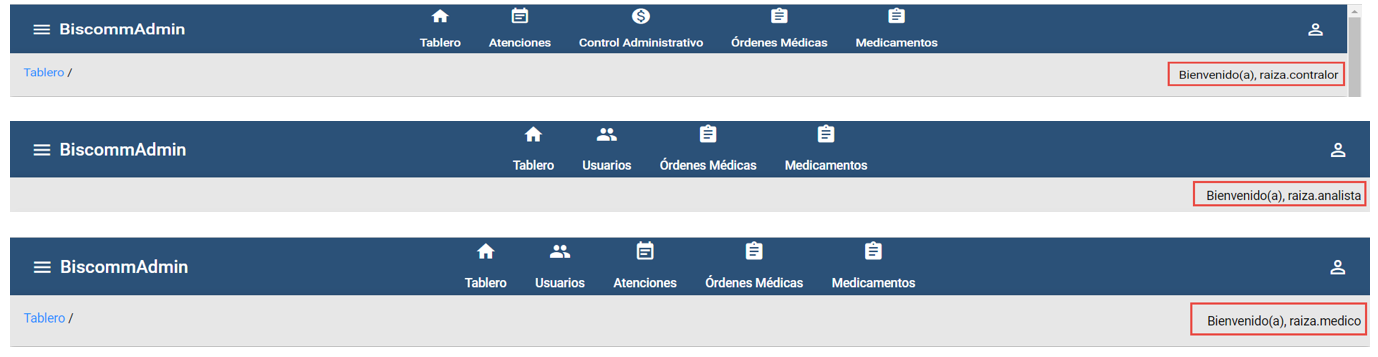 BiscommAdmin
Tablero Atenciones Control Administrativo Órdenes Médicas Medicamentos
Tablero / Bienvenido(a), raiza.contralor
BiscommAdmin
Tablero Usuarios Órdenes Médicas Medicamentos
Bienvenido(a), raiza.analista
BiscommAdmin
Tablero Usuarios Atenciones Órdenes Médicas Medicamentos
Tablero / Bienvenido(a), raiza.medico